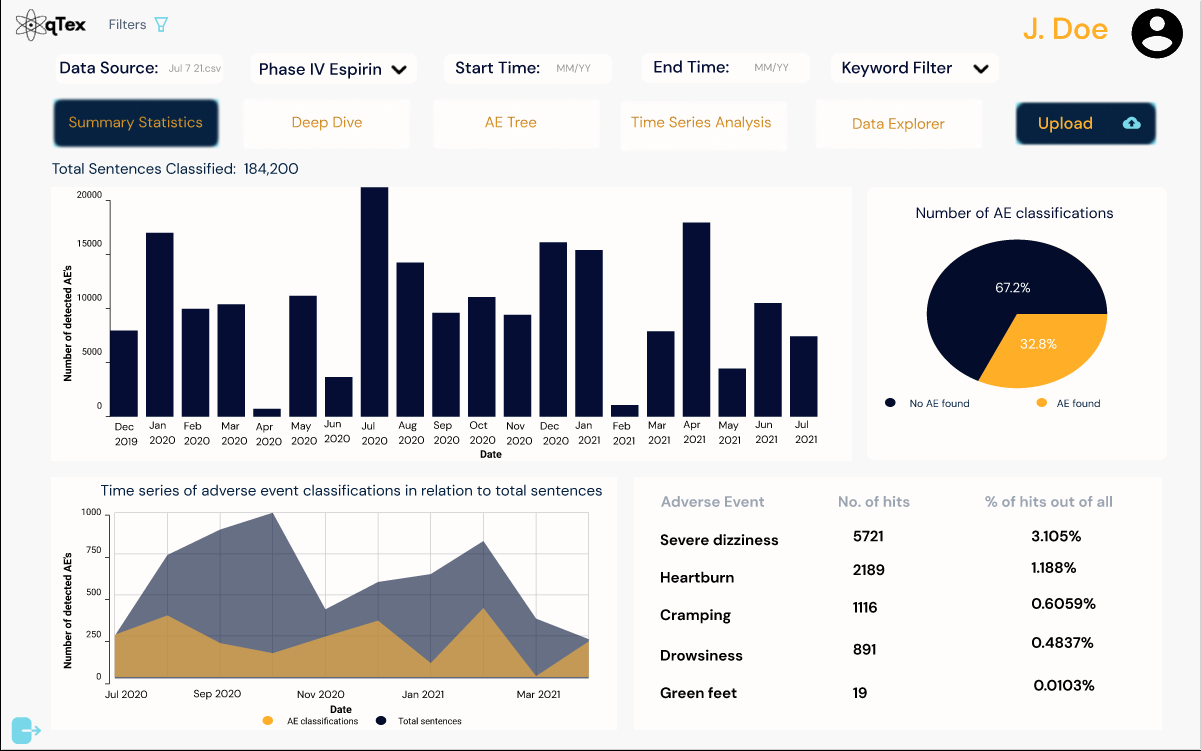 qTex Filters J. Doe
Data Source: Jul 7 21.csv Phase IV Espirin Start Time: MM/YY End Time: MM/YY Keyword Filter
Summary Statistics Deep Dive AE Tree Time Series Analysis Data Explorer Upload
Total Sentences Classified: 184,200
Number of detected AE's
20000
15000
10000
5000
0
Dec 2019 Jan 2020 Feb 2020 Mar 2020 Apr 2020 May 2020 Jun 2020 Jul 2020 Aug 2020 Sep 2020 Oct 2020 Nov 2020 Dec 2020 Jan 2021 Feb 2021 Mar 2021 Apr 2021 May 2021 Jun 2021 Jul 2021
Date
Number of AE classifications
67.2%
32.8%
No AE found AE found
Time series of adverse event classifications in relation to total sentences
Number of detected AE's
1000
750
500
250
0
Jul 2020 Sep 2020 Nov 2020 Jan 2021 Mar 2021
Date
AE classifications Total sentences
Adverse Event No. of hits % of hits out of all
Severe dizziness 5721 3.105%
Heartburn 2189 1.188%
Cramping 1116 0.6059%
Drowsiness 891 0.4837%
Green feet 19 0.0103%